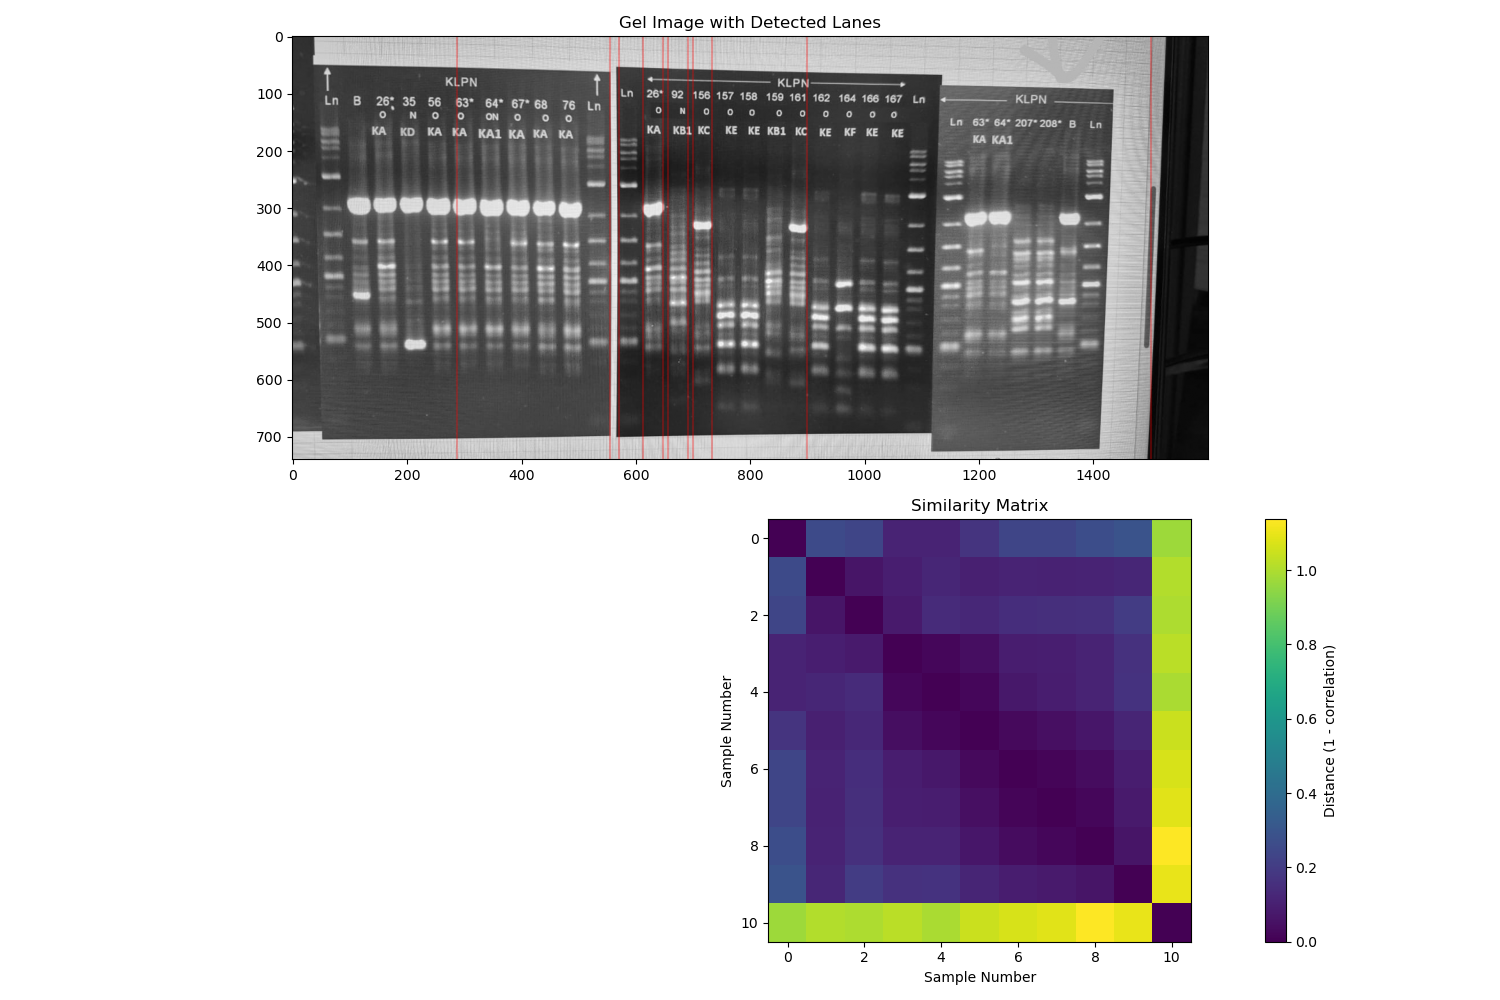 Gel Image with Detected Lanes
0
100
200
300
400
500
600
700
KLPN
Ln B 26* 35 56 63* 64* 67* 68 76 Ln
O N O O ON O O O
KA KD KA KA KA1 KA KA KA
KLPN
Ln 26* 92 156 157 158 159 161 162 164 166 167 Ln
O N O O O O O O O O O
KA KB1 KC KE KE KB1 KC KE KF KE KE
KLPN
Ln 63* 64* 207* 208* B Ln
KA KA1
0 200 400 600 800 1000 1200 1400
Similarity Matrix
Sample Number
0
2
4
6
8
10
0 2 4 6 8 10
Sample Number
1.0
0.8
0.6
0.4
0.2
0.0
Distance (1 - correlation)